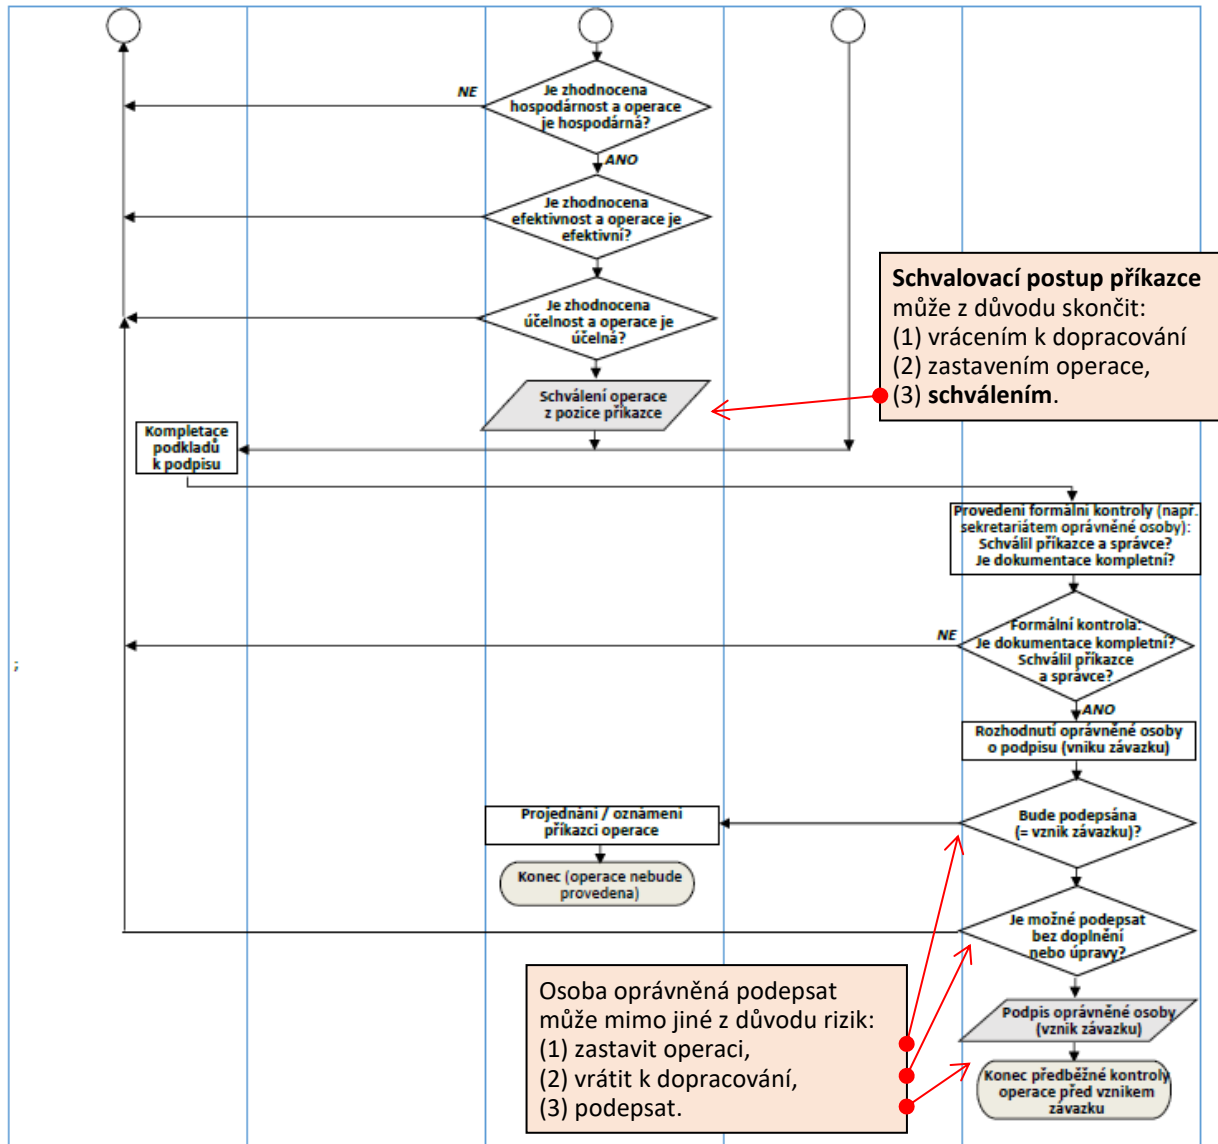 Je zhodnocena
hospodárnost a operace
je hospodárná?
NE
ANO
Je zhodnocena
efektivnost a operace je
efektivní?
Je zhodnocena
účelnost a operace je
účelná?
Schvalovací postup příkazce
může z důvodu skončit:
(1) vrácením k dopracování
(2) zastavením operace,
(3) schválením.
Schválení operace
z pozice příkazce
Kompletace
podkladů
k podpisu
Provedení formální kontroly (např.
sekretariátem oprávněné osoby):
Schválil příkazce a správce?
Je dokumentace kompletní?
Formální kontrola:
Je dokumentace kompletní?
Schválil příkazce
a správce?
NE
;
ANO
Rozhodnutí oprávněné osoby
o podpisu (vniku závazku)
Bude podepsána
(= vznik závazku)?
Projednání / oznámení
příkazci operace
Konec (operace nebude
provedena)
Je možné podepsat
bez doplnění
nebo úpravy?
Osoba oprávněná podepsat
může mimo jiné z důvodu rizik:
(1) zastavit operaci,
(2) vrátit k dopracování,
(3) podepsat.
Podpis oprávněné osoby
(vznik závazku)
Konec předběžné kontroly
operace před vznikem
závazku